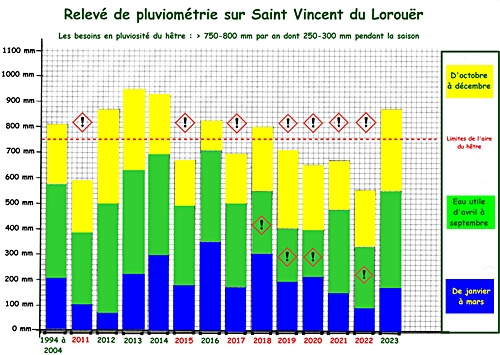 Relevé de pluviométrie sur Saint Vincent du Lorouër
Les besoins en pluviosité du hêtre : > 750-800 mm par an dont 250-300 mm pendant la saison
1100 mm
1000 mm
900 mm
800 mm
700 mm
600 mm
500 mm
400 mm
300 mm
200 mm
100 mm
0 mm
D'octobre
à décembre
Limites de l'aire
du hêtre
Eau utile
d'avril à
septembre
De janvier
à mars
! ! ! ! ! ! !
!
! !
!
1994 à
2004
2011 2012 2013 2014 2015 2016 2017 2018 2019 2020 2021 2022 2023